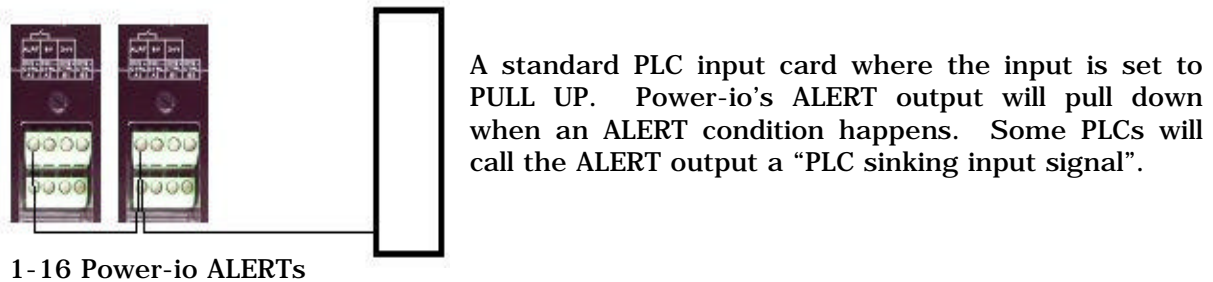 A standard PLC input card where the input is set to
PULL UP. Power-io's ALERT output will pull down
when an ALERT condition happens. Some PLCs will
call the ALERT output a “PLC sinking input signal”.
1-16 Power-io ALERTs